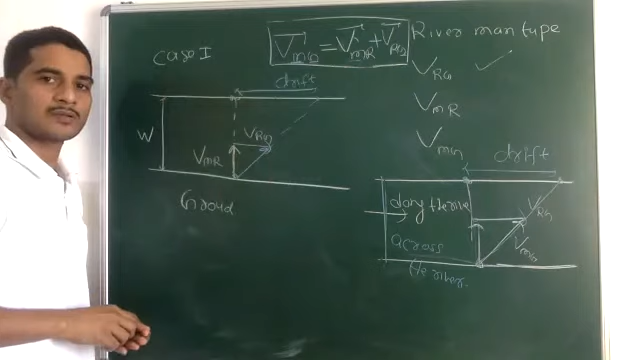 Case I
V⃗mG = V⃗mR + V⃗RG
River man type
VRG ✓
VmR
VmG
drift
W
VmR
VRG
Ground
drift
along the river
across
the river.
VRG
VmG